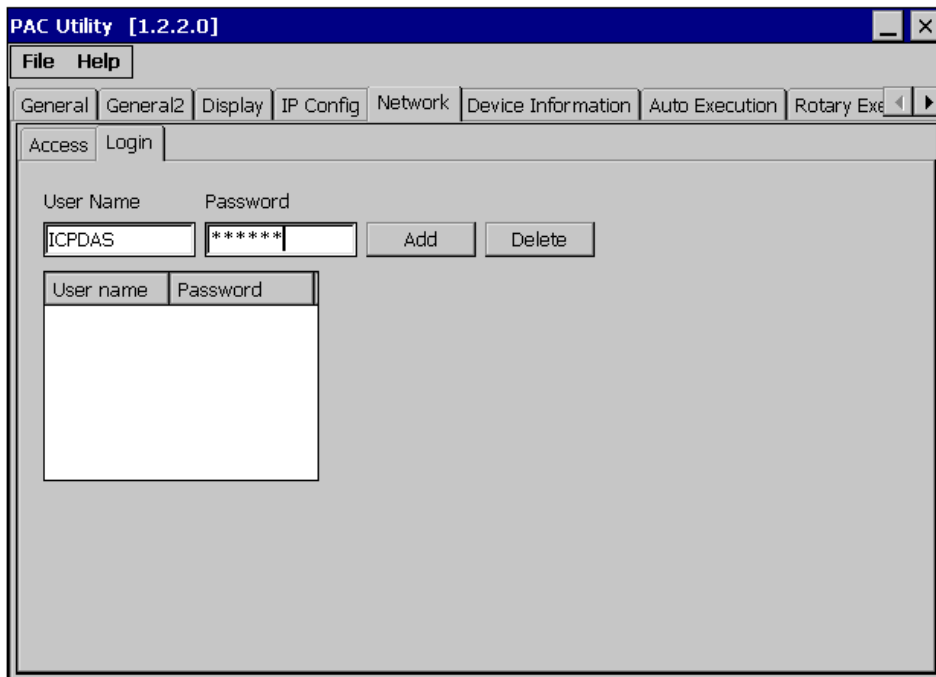 PAC Utility [1.2.2.0]
File Help
General General2 Display IP Config Network Device Information Auto Execution Rotary Exe
Access Login
User Name Password
ICPDAS ****** Add Delete
User name Password